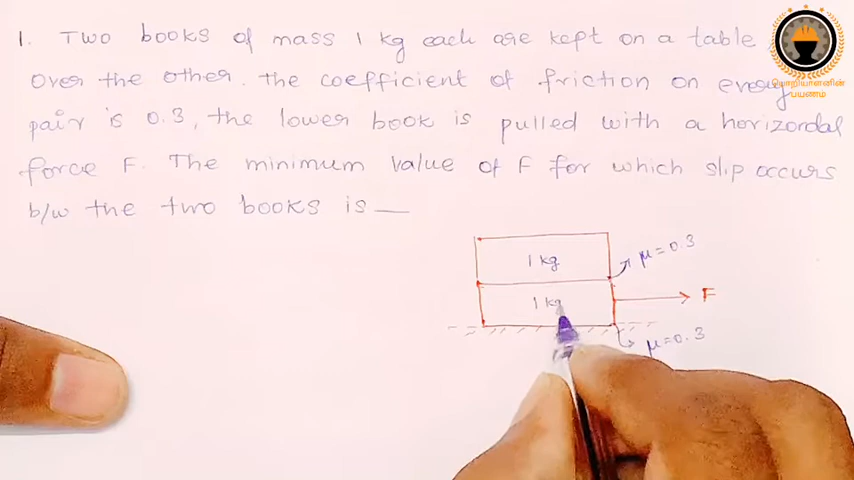 1. Two books of mass 1 kg each are kept on a table
over the other. The coefficient of friction on every
pair is 0.3, the lower book is pulled with a horizondal
force F. The minimum value of F for which slip occurs
b/w the two books is
பொறியாளனின்
பயணம்
1 kg
μ = 0.3
1 kg
F
μ = 0.3